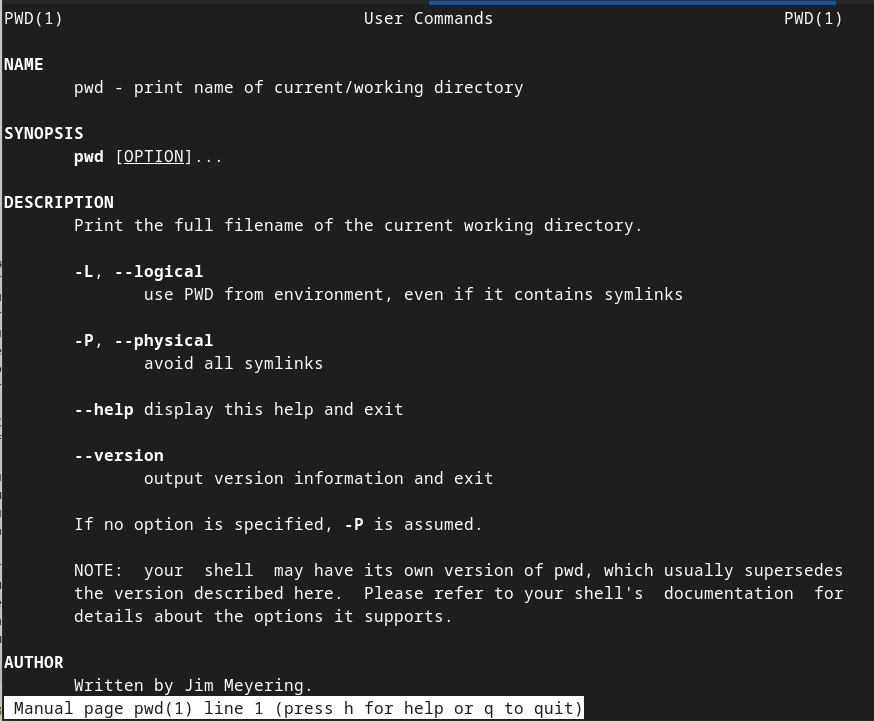 PWD(1) User Commands PWD(1)
NAME
pwd - print name of current/working directory
SYNOPSIS
pwd [OPTION]...
DESCRIPTION
Print the full filename of the current working directory.
-L, --logical
use PWD from environment, even if it contains symlinks
-P, --physical
avoid all symlinks
--help display this help and exit
--version
output version information and exit
If no option is specified, -P is assumed.
NOTE:  your  shell  may have its own version of pwd, which usually supersedes
the version described here.  Please refer to your shell's  documentation  for
details about the options it supports.
AUTHOR
Written by Jim Meyering.
Manual page pwd(1) line 1 (press h for help or q to quit)